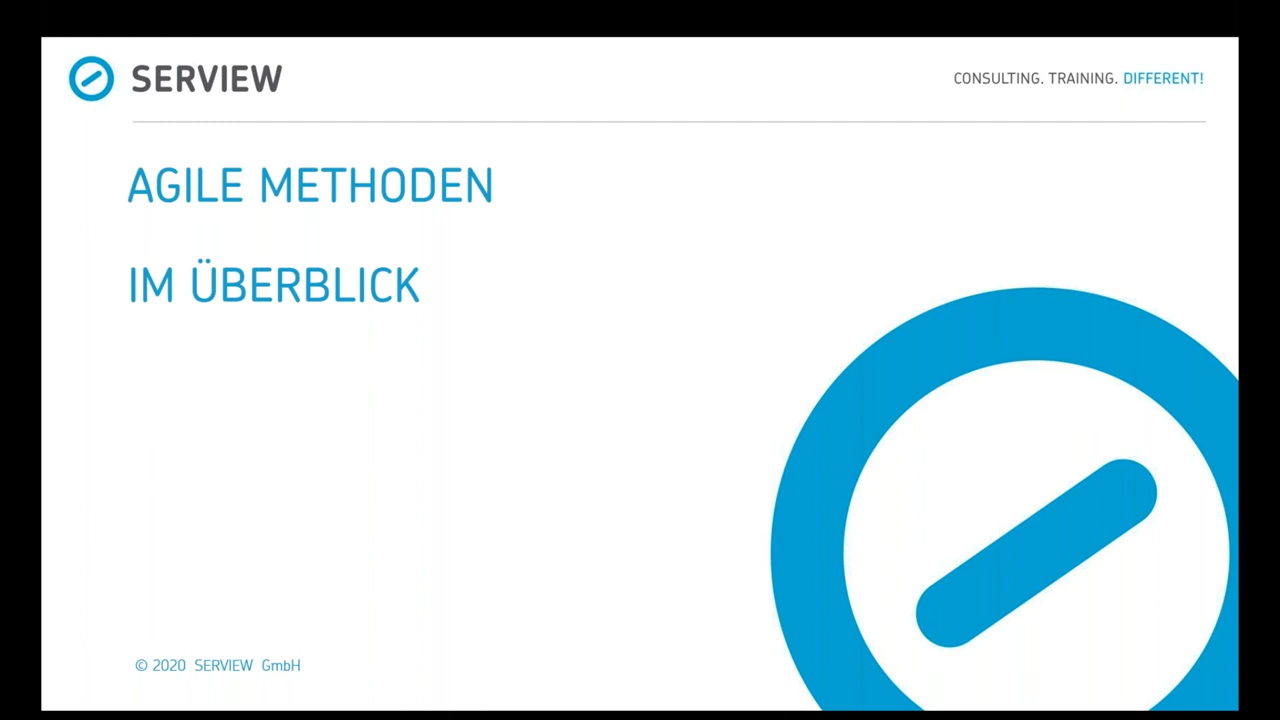 SERVIEW
CONSULTING. TRAINING. DIFFERENT!
AGILE METHODEN
IM ÜBERBLICK
© 2020 SERVIEW GmbH